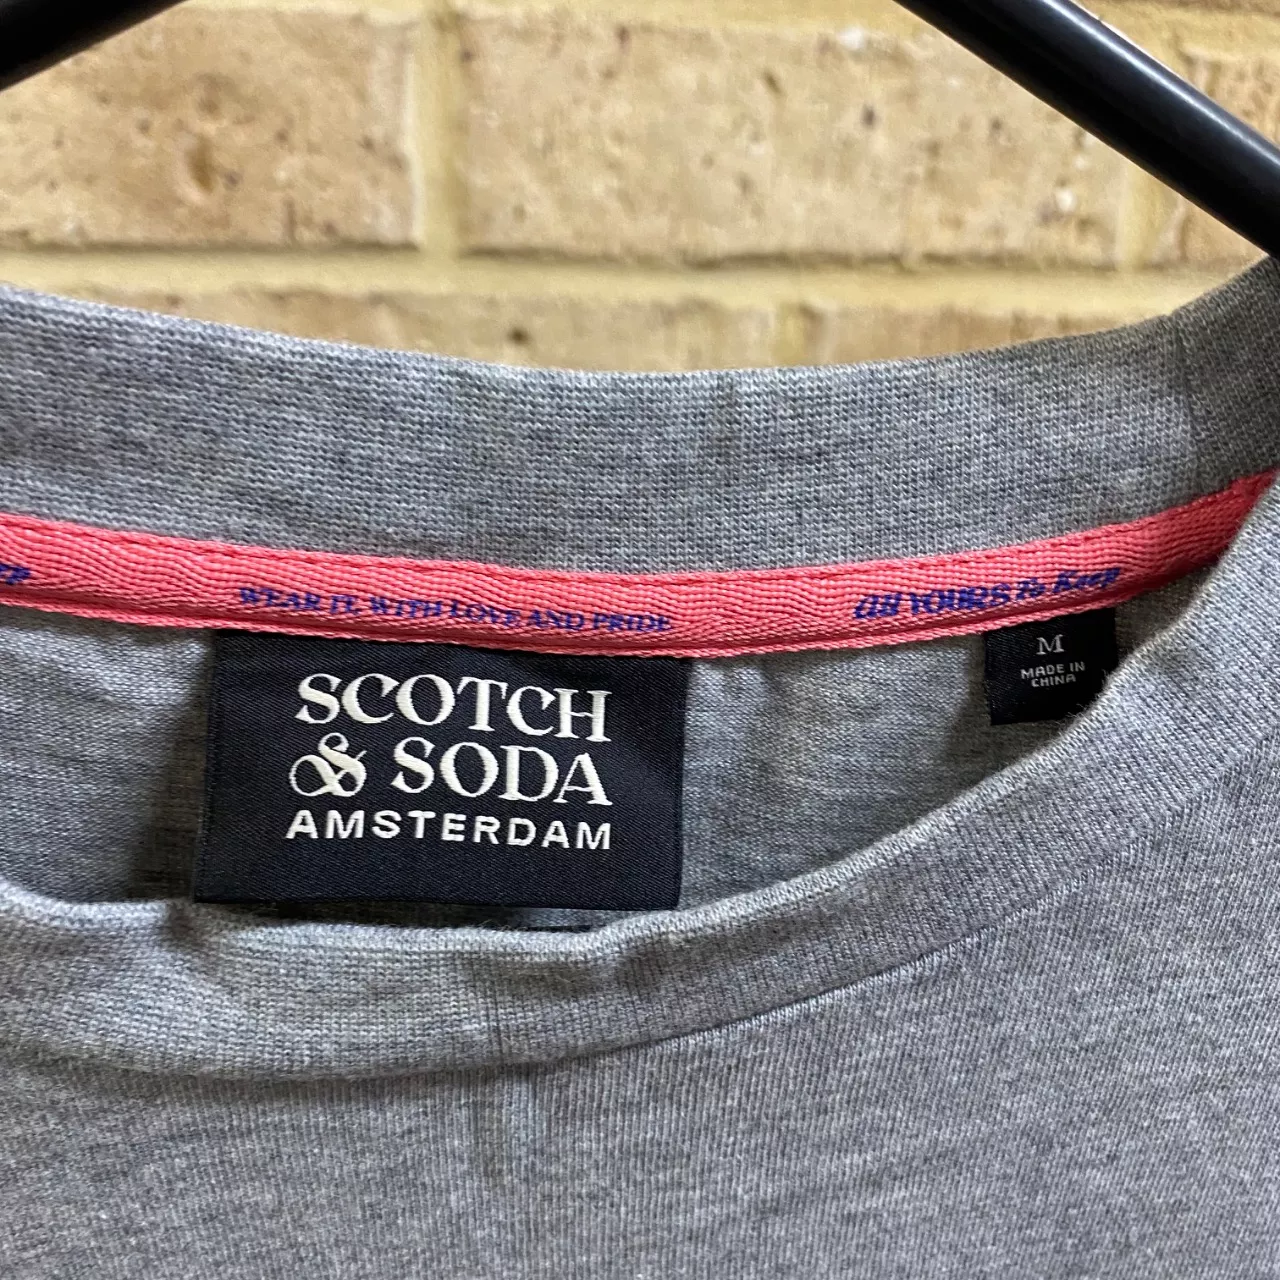 WEAR IT WITH LOVE AND PRIDE
All YOURS To Keep
SCOTCH
& SODA
AMSTERDAM
M
MADE IN
CHINA